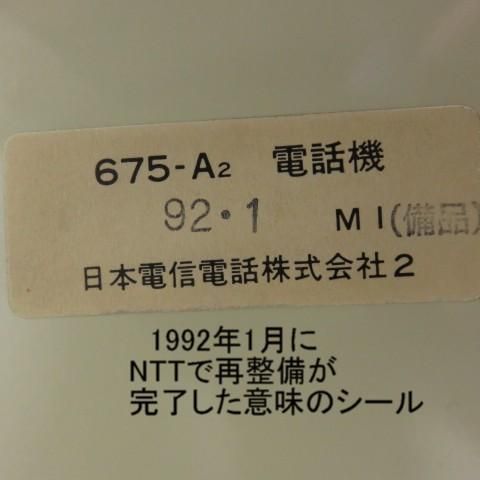 675-A2 電話機
92・1 MI(備品)
日本電信電話株式会社2
1992年1月に
NTTで再整備が
完了した意味のシール